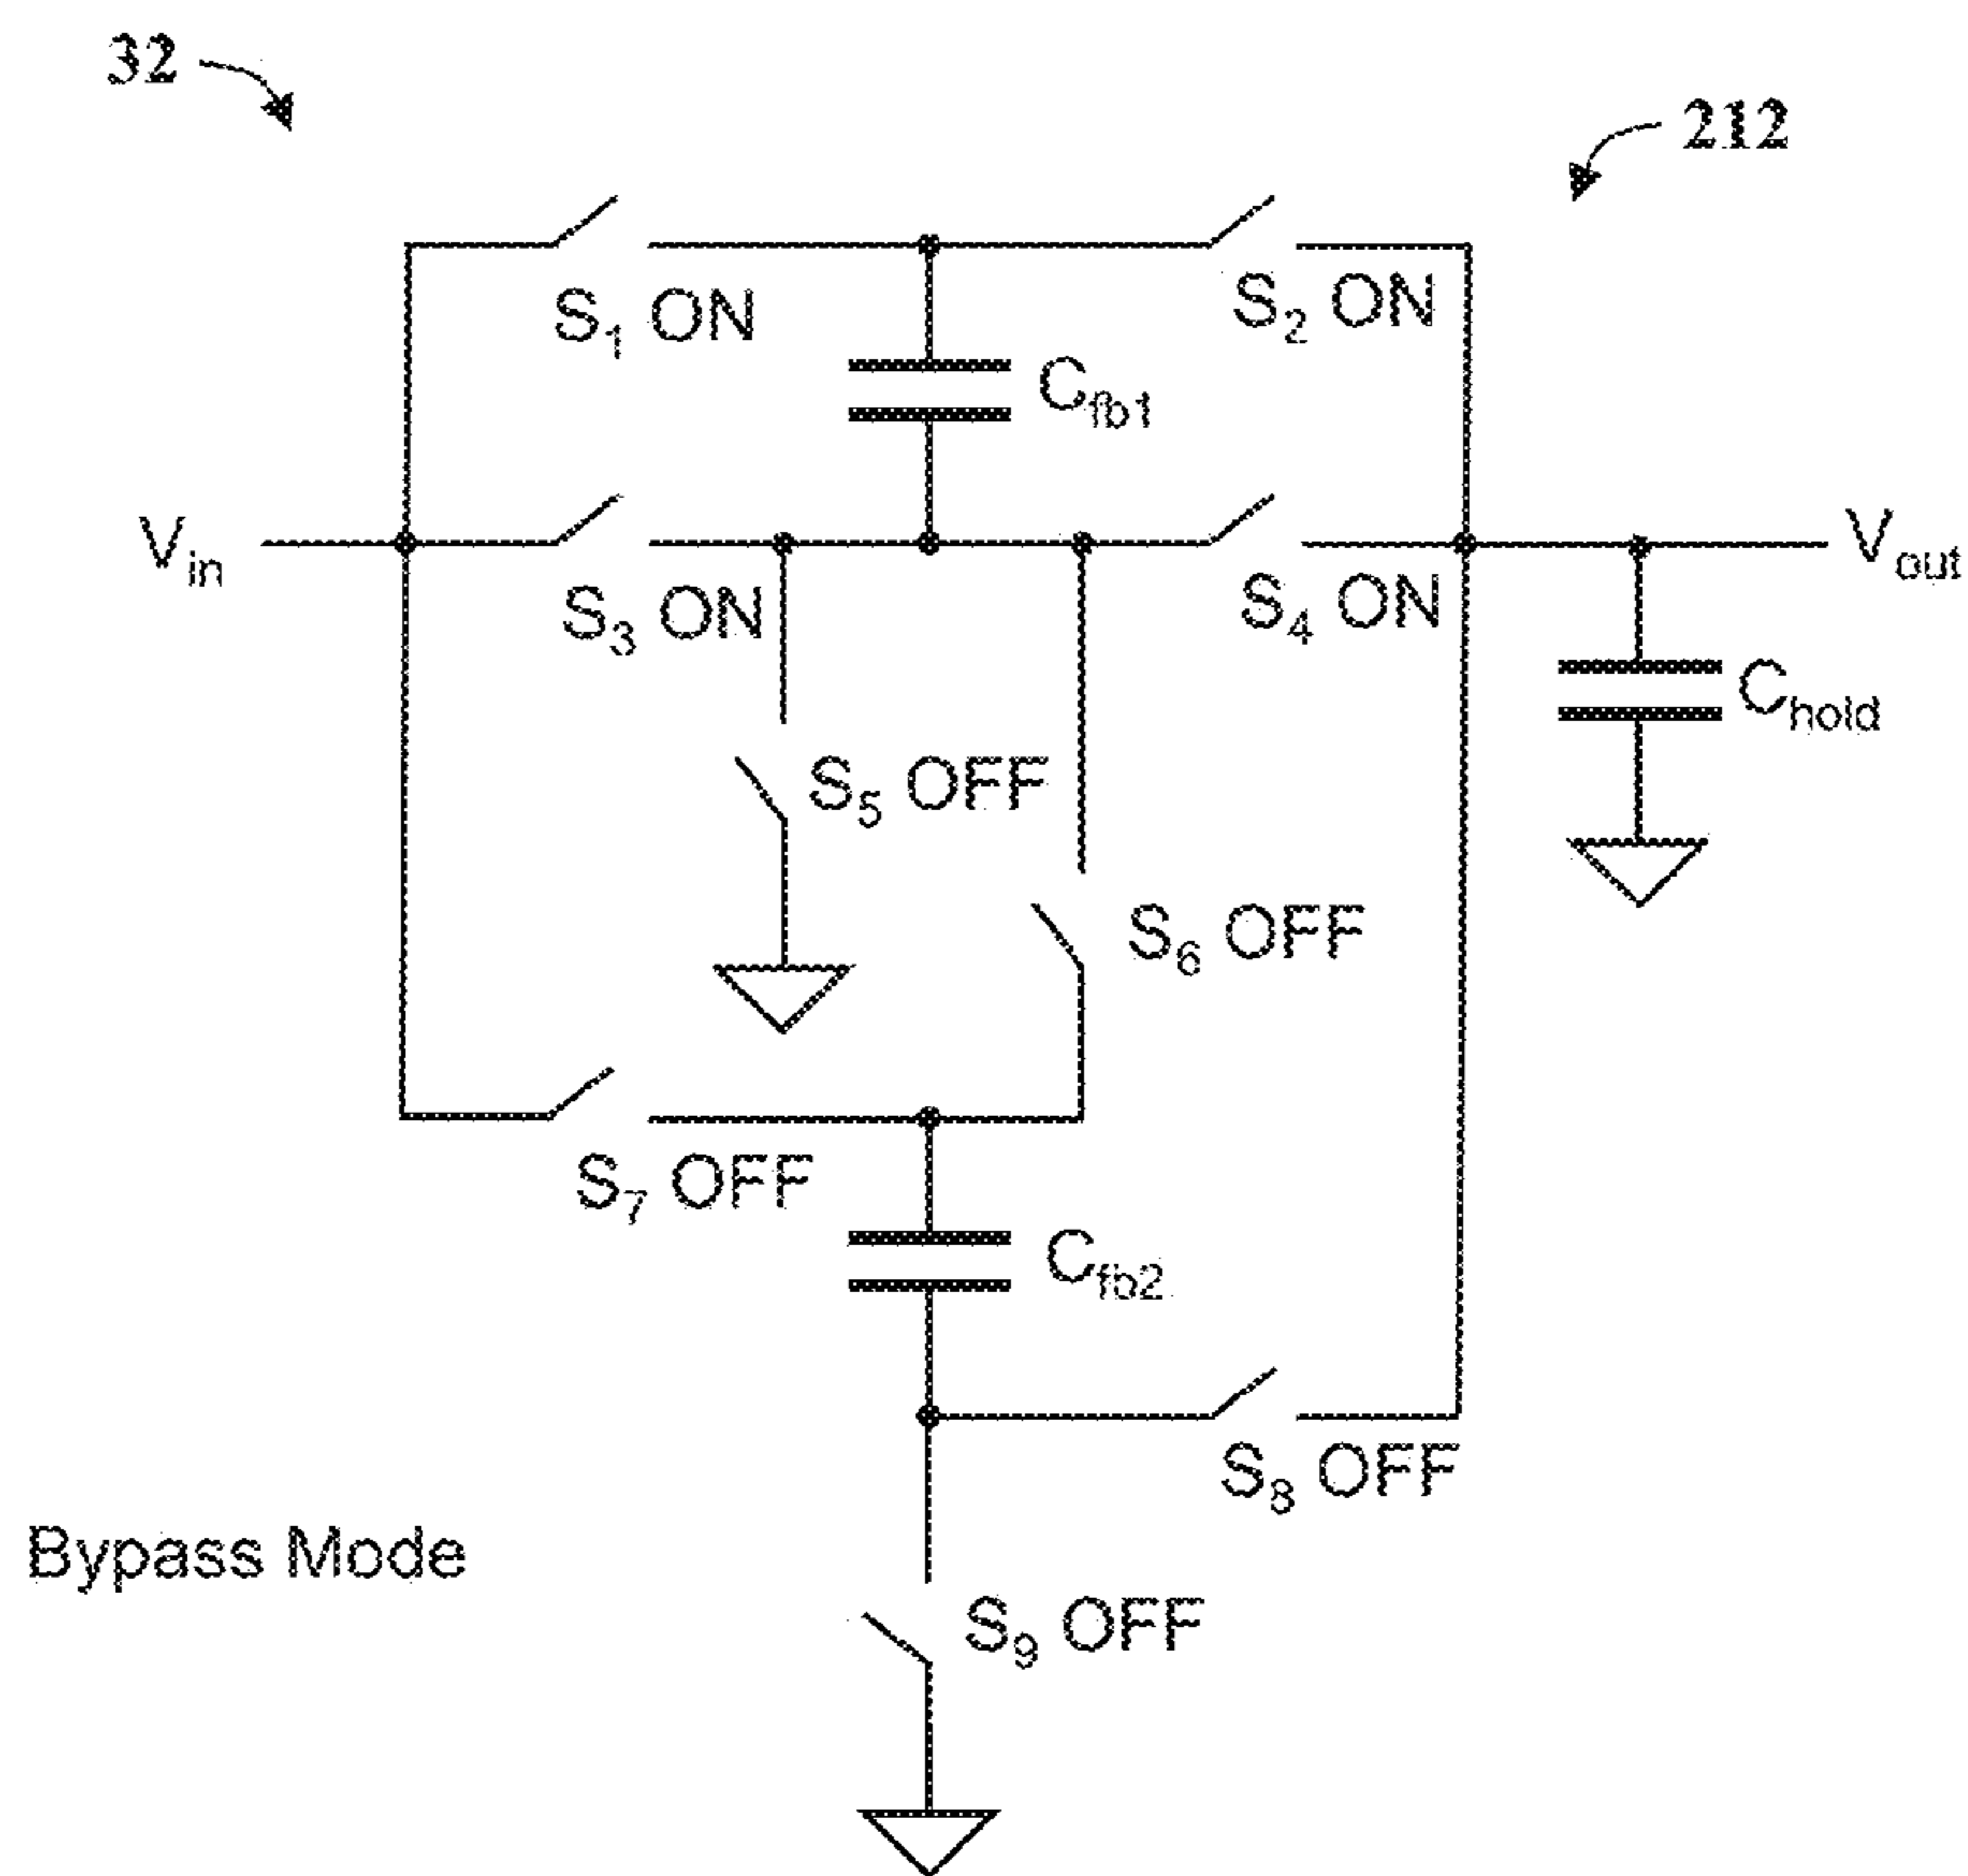 32
212
S1 ON
S2 ON
Cfb1
Vin
Vout
S3 ON
S4 ON
Chold
S5 OFF
S6 OFF
S7 OFF
Cfb2
S8 OFF
Bypass Mode
S9 OFF